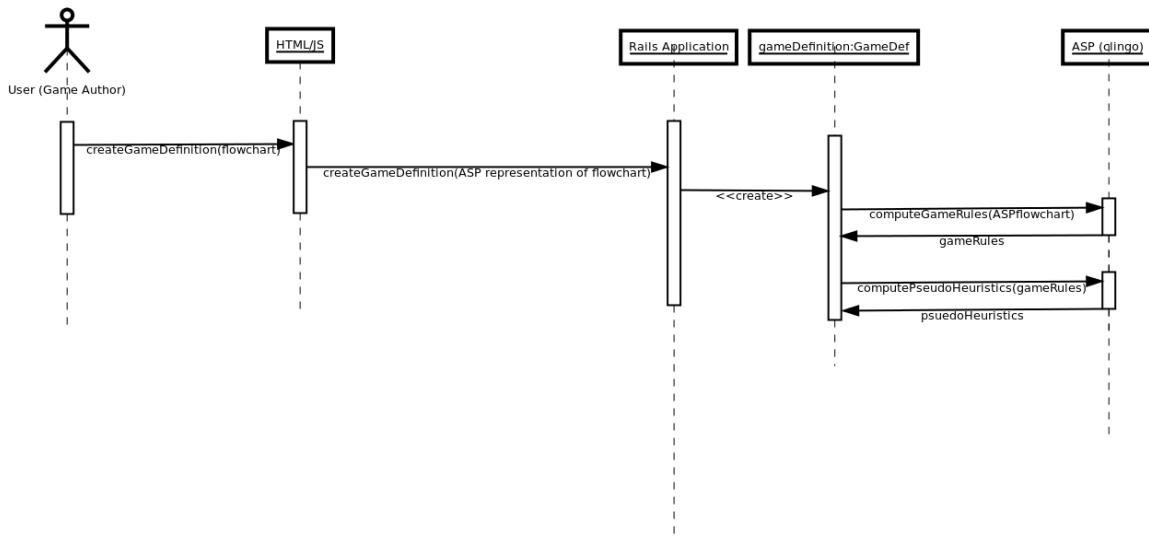 HTML/JS
Rails Application
gameDefinition:GameDef
ASP (qlingo)
User (Game Author)
createGameDefinition(flowchart)
createGameDefinition(ASP representation of flowchart)
<<create>>
computeGameRules(ASPflowchart)
gameRules
computePseudoHeuristics(gameRules)
psuedoHeuristics